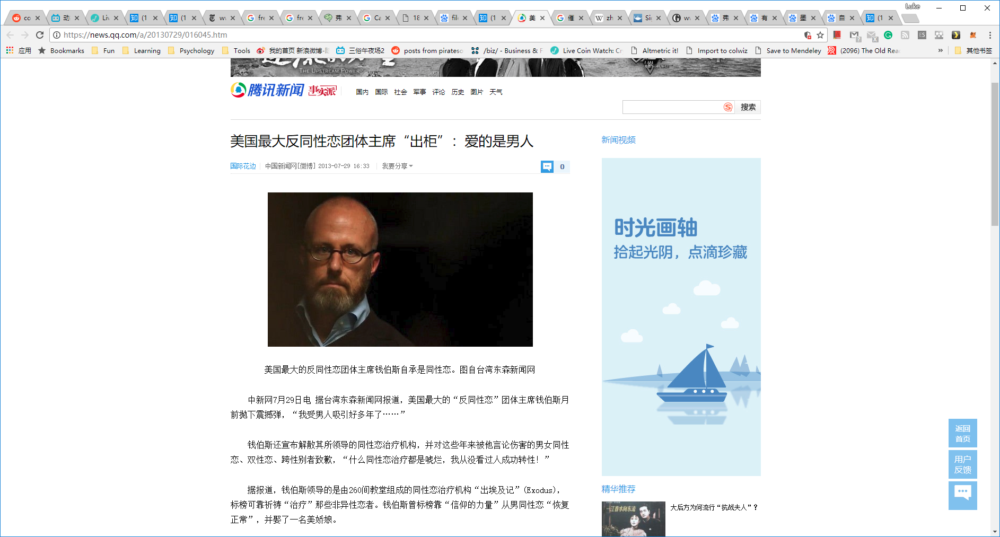 Luke
co
动
Liv
(1
(1
w
fre
fre
弗
Ca
18
file
(1
美
催
zh
Sig
w
弗
有
墨
自
(1
https://news.qq.com/a/20130729/016045.htm
应用 Bookmarks Fun Learning Psychology Tools 我的首页 新浪微博- 三俗午夜场2 posts from pirateso /biz/ - Business & F Live Coin Watch: Cr Altmetric it! Import to colwiz Save to Mendeley (2096) The Old Rea » 其他书签
广告
THE UPSTREAM POWER
腾讯新闻 事实派 国内 国际 社会 军事 评论 历史 图片 天气
搜索
美国最大反同性恋团体主席“出柜”：爱的是男人
国际花边 中国新闻网[微博] 2013-07-29 16:33 我要分享 0
美国最大的反同性恋团体主席钱伯斯自承是同性恋。图自台湾东森新闻网
中新网7月29日电 据台湾东森新闻网报道，美国最大的“反同性恋”团体主席钱伯斯月
前抛下震撼弹，“我受男人吸引好多年了……”
钱伯斯还宣布解散其所领导的同性恋治疗机构，并对这些年来被他言论伤害的男女同性
恋、双性恋、跨性别者致歉，“什么同性恋治疗都是唬烂，我从没看过人成功转性！”
据报道，钱伯斯领导的是由260间教堂组成的同性恋治疗机构“出埃及记”(Exodus)，
标榜可靠祈祷“治疗”那些非异性恋者。钱伯斯曾标榜靠“信仰的力量”从男同性恋“恢复
正常”，并娶了一名美娇娘。
新闻视频
时光画轴
拾起光阴，点滴珍藏
精华推荐
一江春水向东流
大后方为何流行“抗战夫人”？
返回
首页
用户
反馈